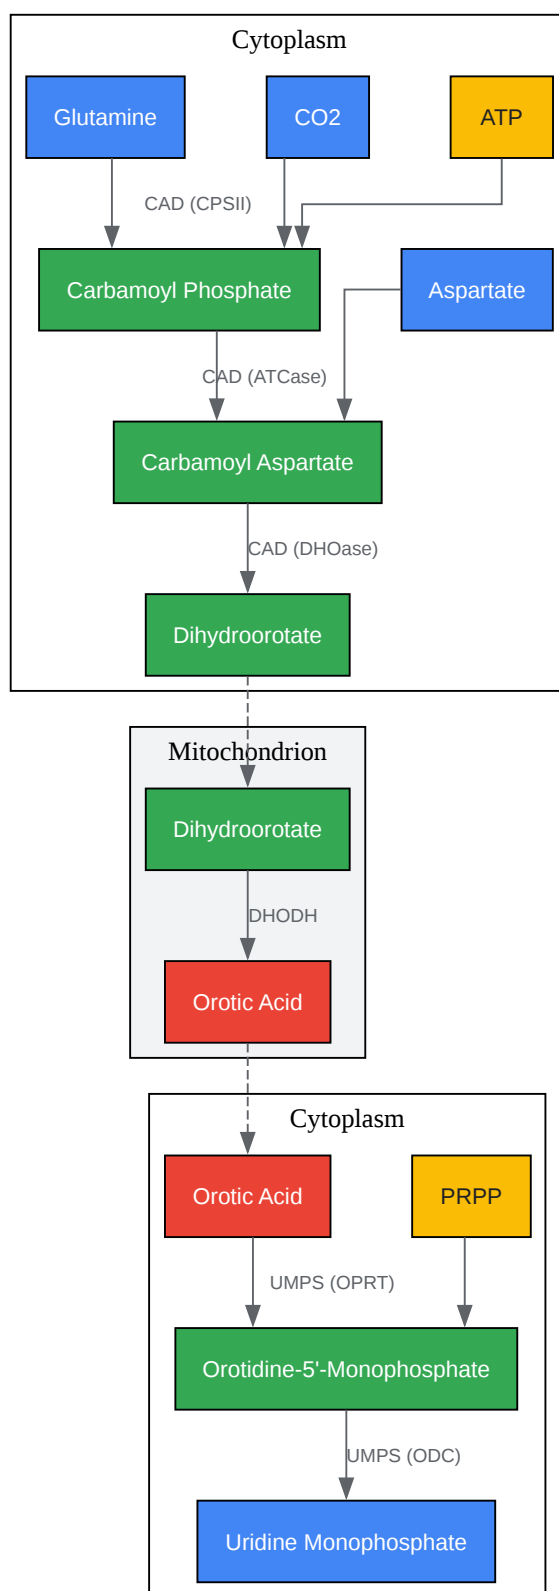 Cytoplasm
Glutamine
CO2
ATP
CAD (CPSII)
Carbamoyl Phosphate
Aspartate
CAD (ATCase)
Carbamoyl Aspartate
CAD (DHOase)
Dihydroorotate
Mitochondrion
Dihydroorotate
DHODH
Orotic Acid
Cytoplasm
Orotic Acid
PRPP
UMPS (OPRT)
Orotidine-5'-Monophosphate
UMPS (ODC)
Uridine Monophosphate